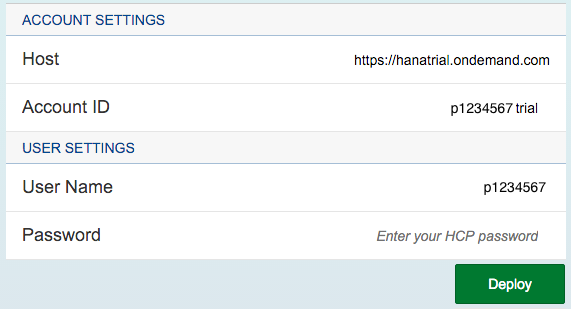 ACCOUNT SETTINGS
Host https://hanatrial.ondemand.com
Account ID p1234567 trial
USER SETTINGS
User Name p1234567
Password Enter your HCP password
Deploy